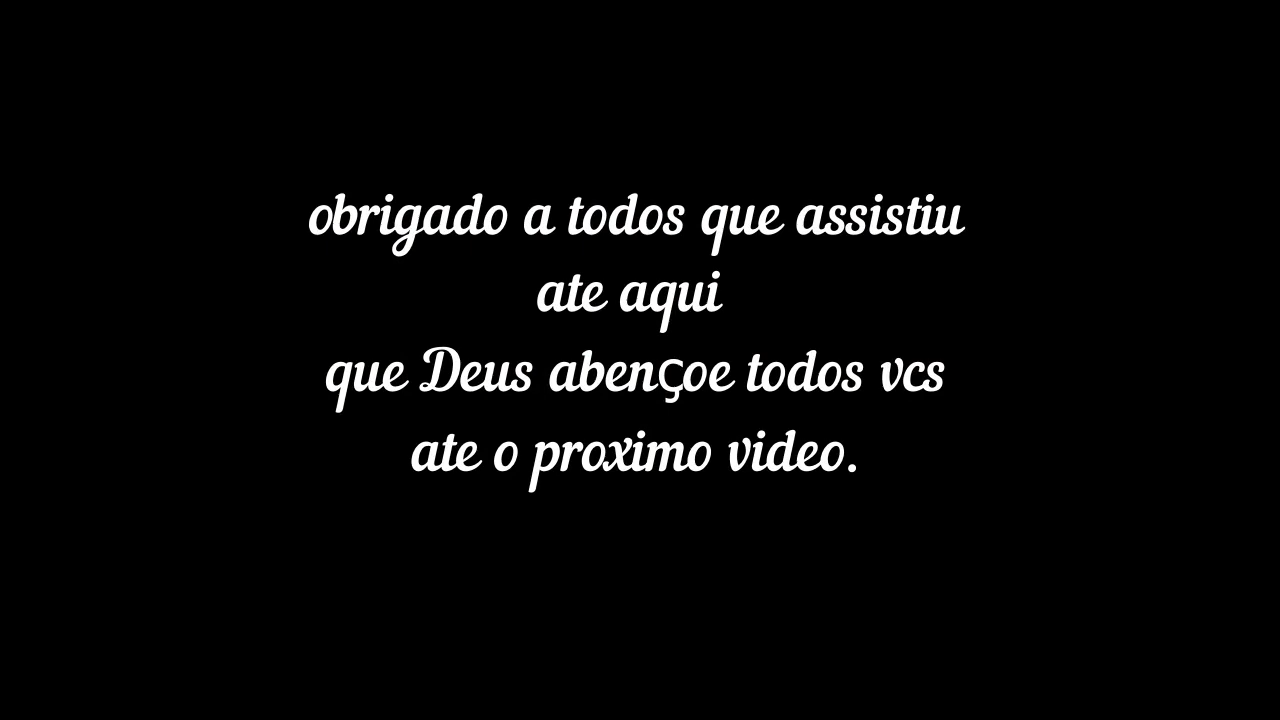 obrigado a todos que assistiu
ate aqui
que Deus abençoe todos vcs
ate o proximo video.